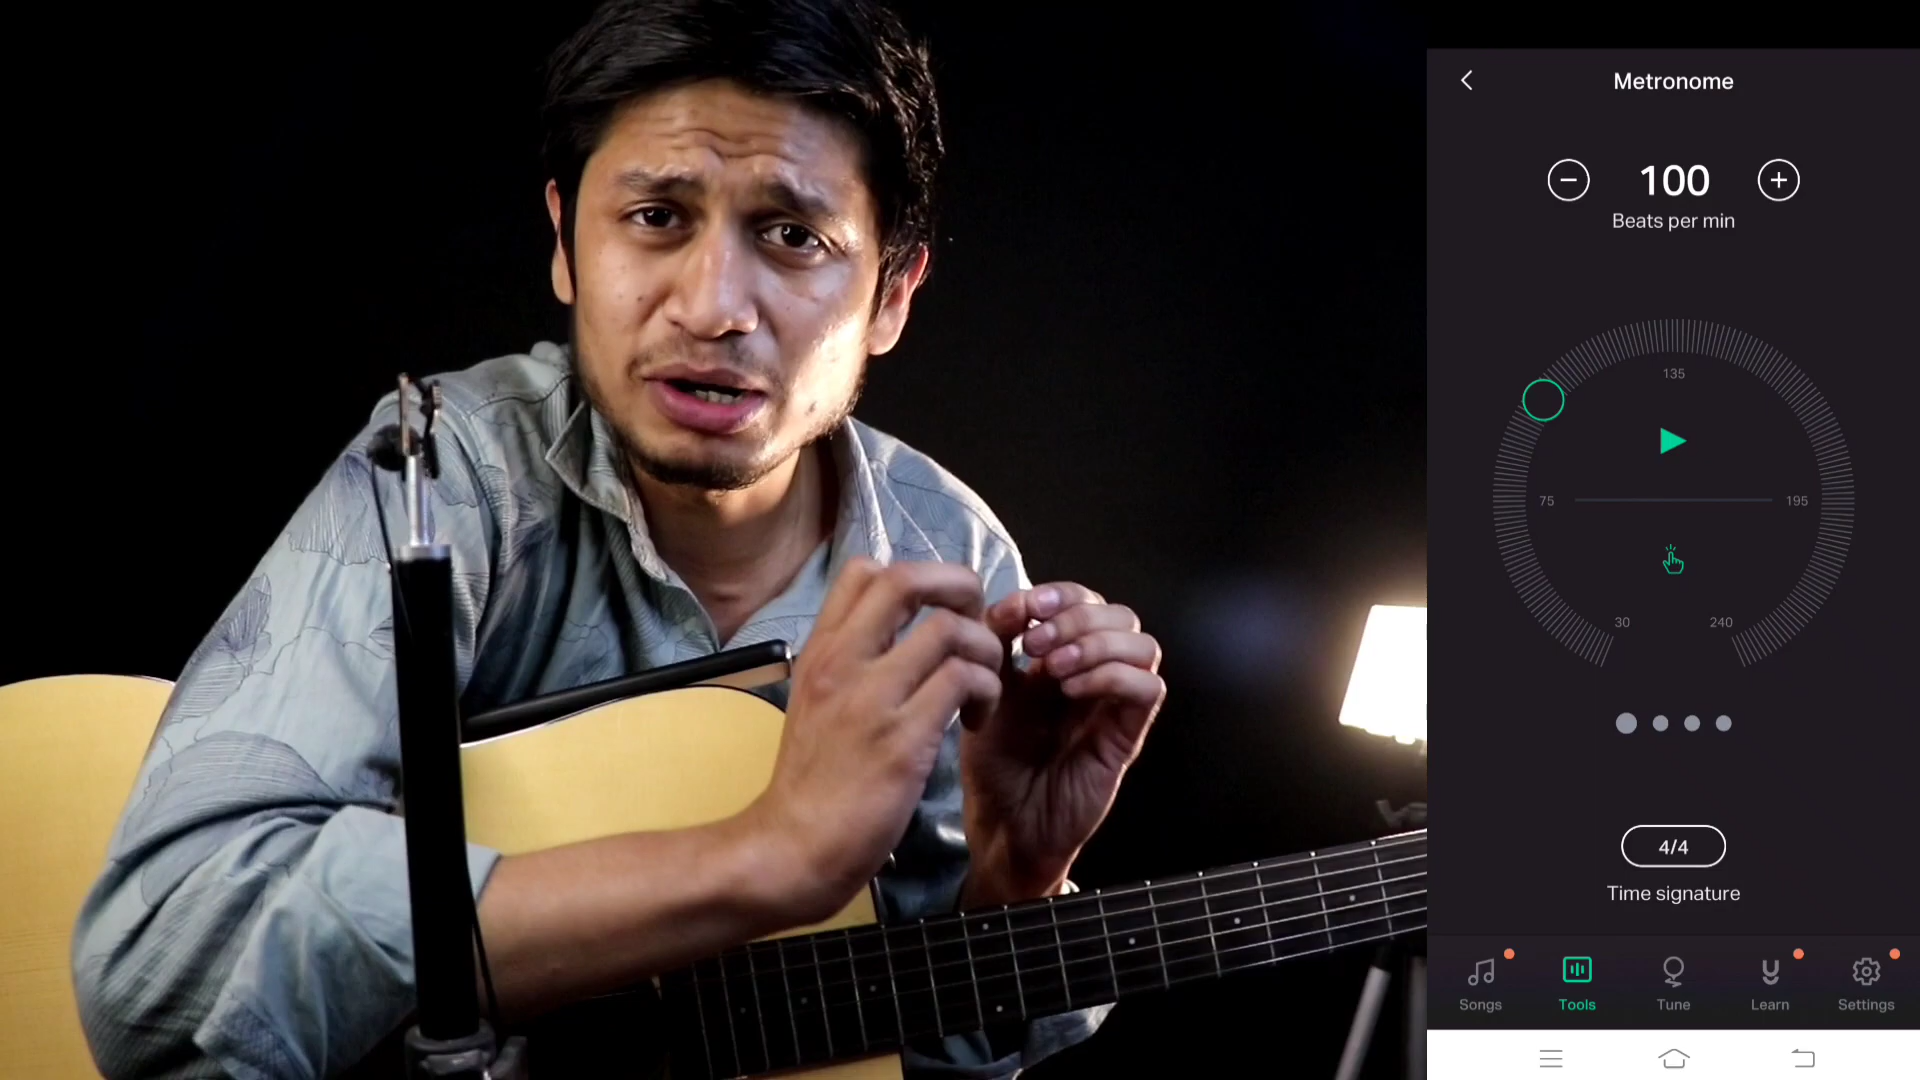 Metronome
100
Beats per min
135
75
195
30
240
4/4
Time signature
Songs
Tools
Tune
Learn
Settings